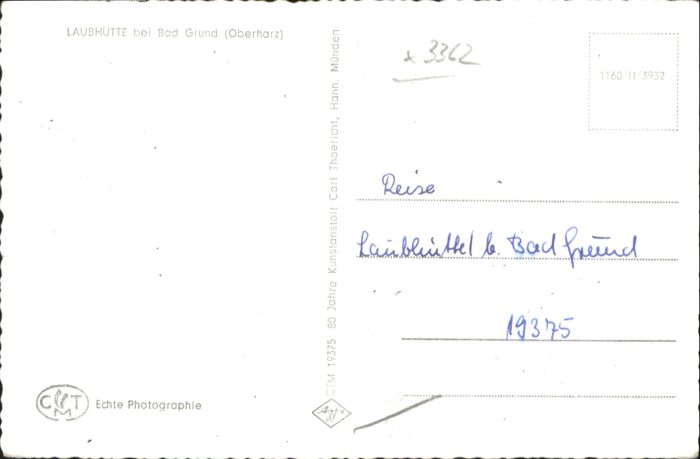 LAUBHÜTTE bei Bad Grund (Oberharz)
x 3362
1160/II/3932
CTM 19375 80 Jahre Kunstanstalt Carl Thoericht, Hann. Münden
Reise
Laubhütte b. Bad Grund
19375
CTM
Echte Photographie
Agfa